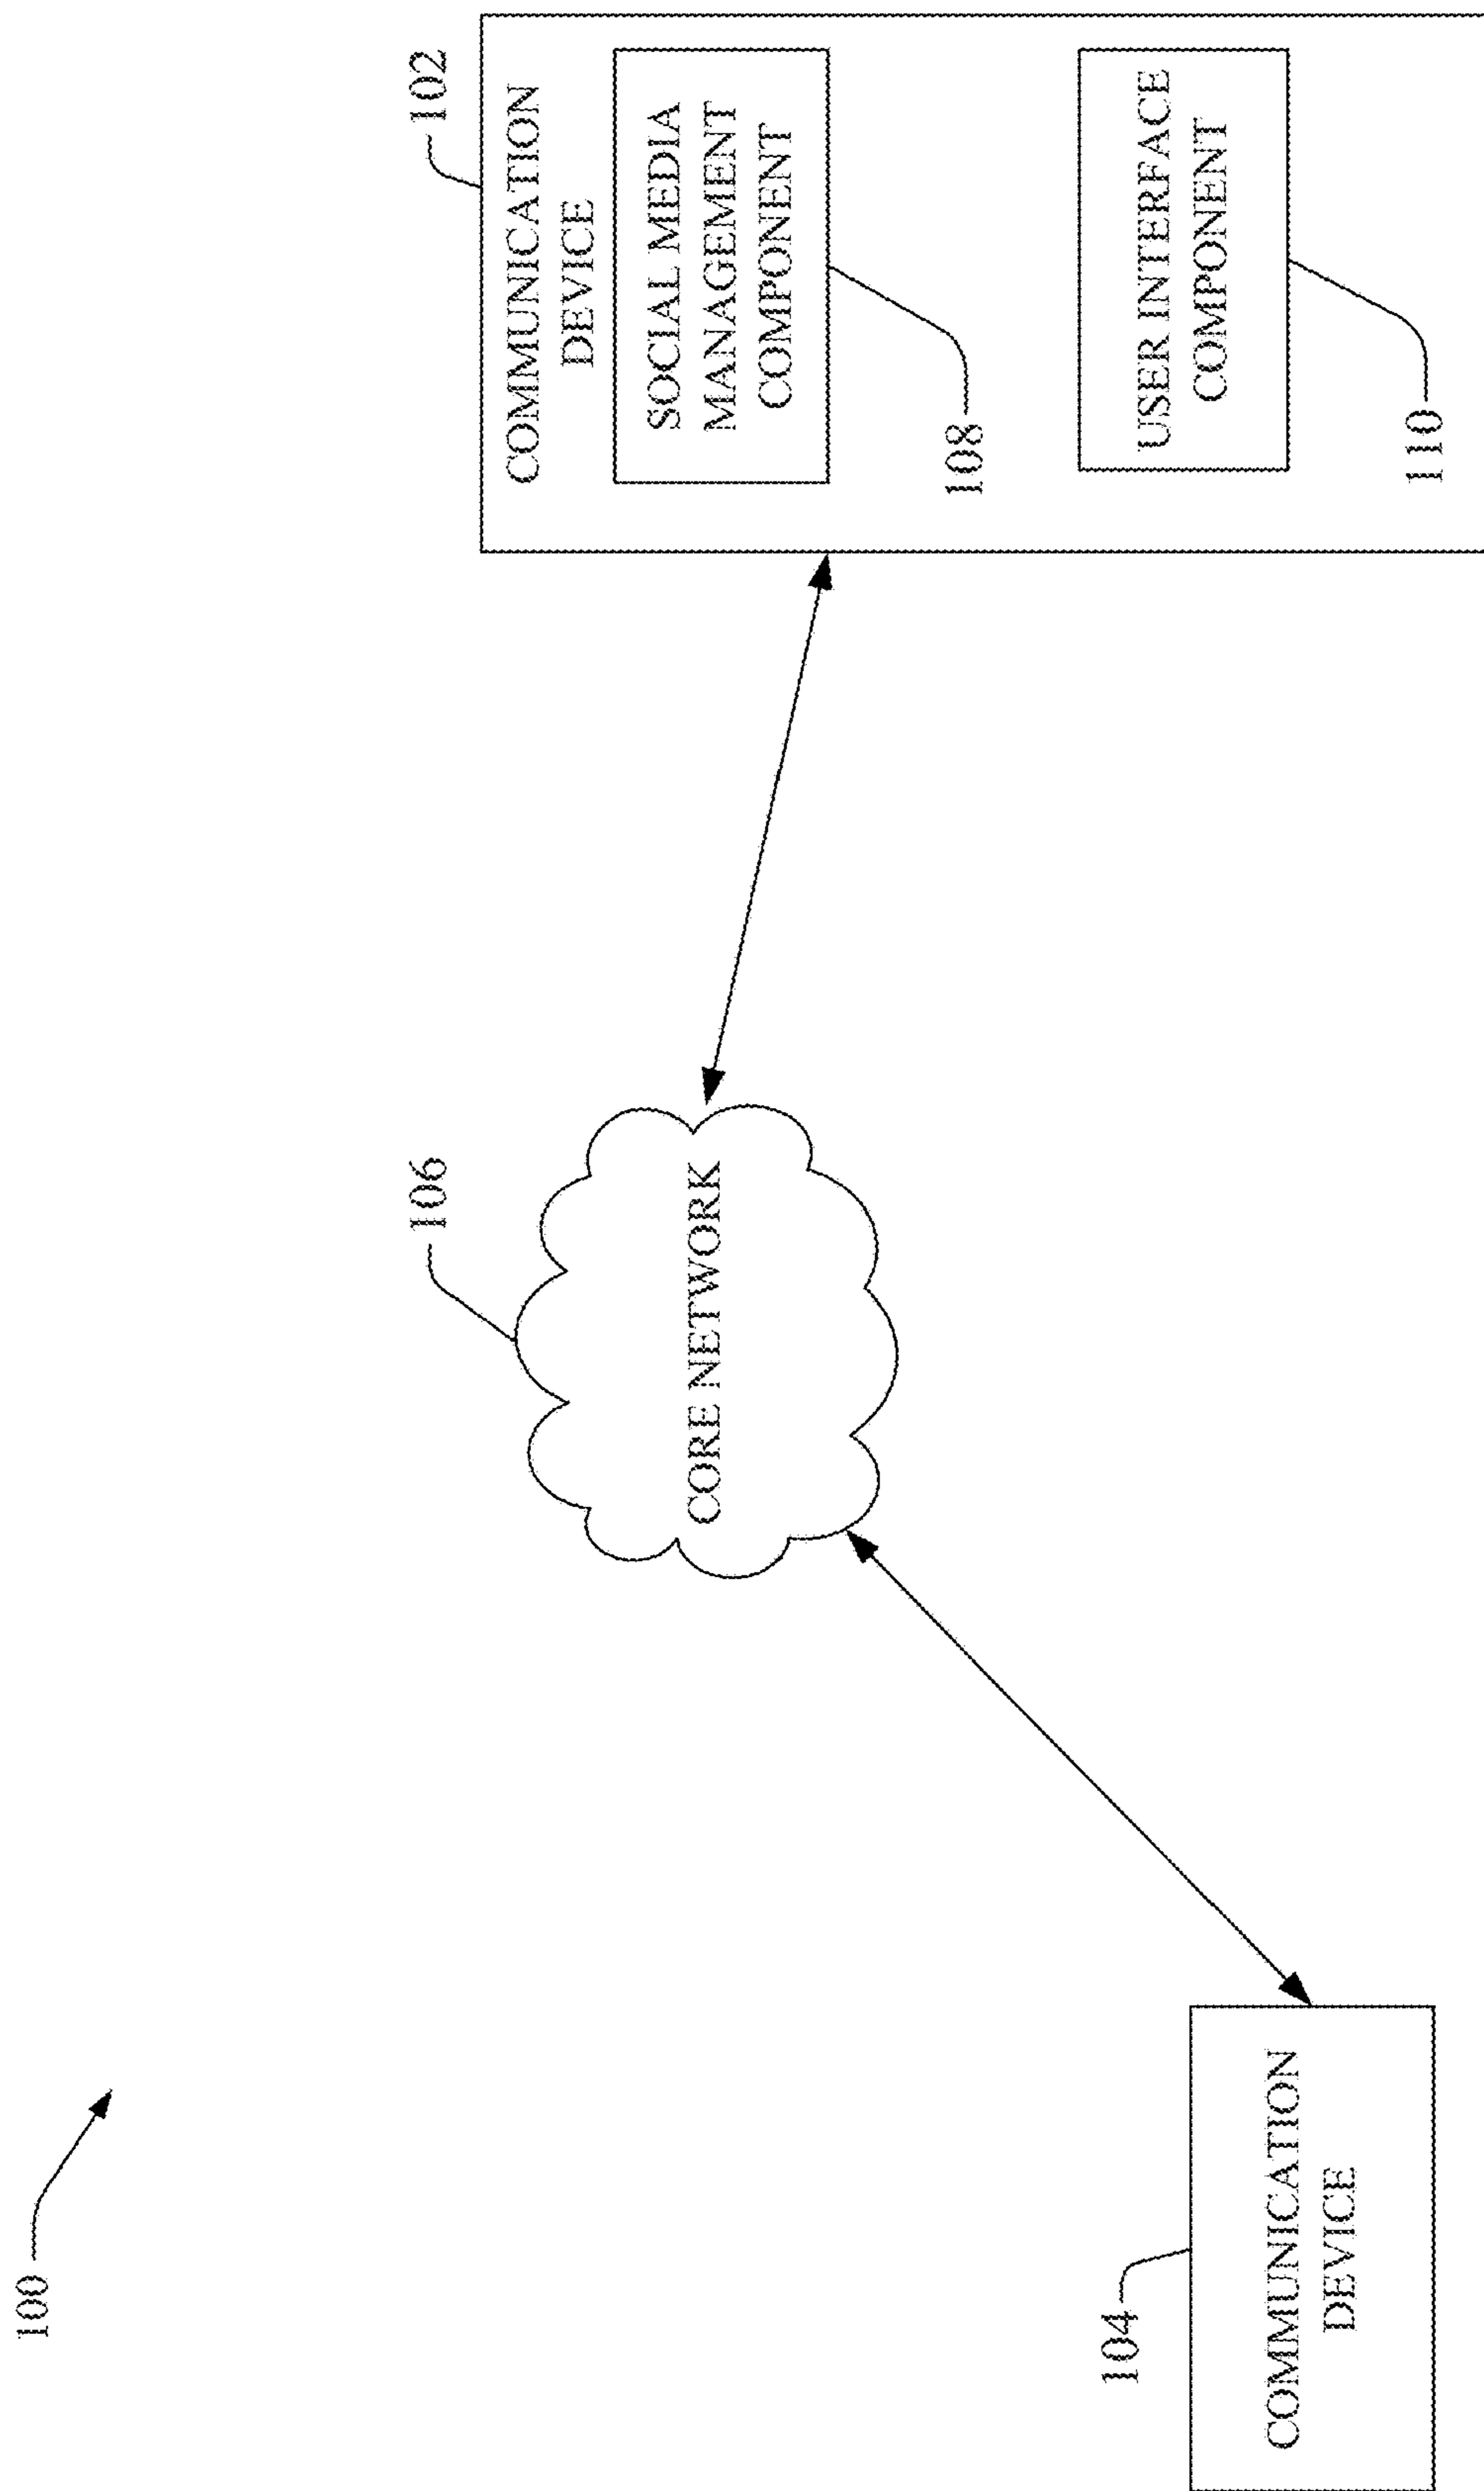 100
104
COMMUNICATION
DEVICE
106
CORE NETWORK
102
COMMUNICATION
DEVICE
SOCIAL MEDIA
MANAGEMENT
COMPONENT
108
USER INTERFACE
COMPONENT
110